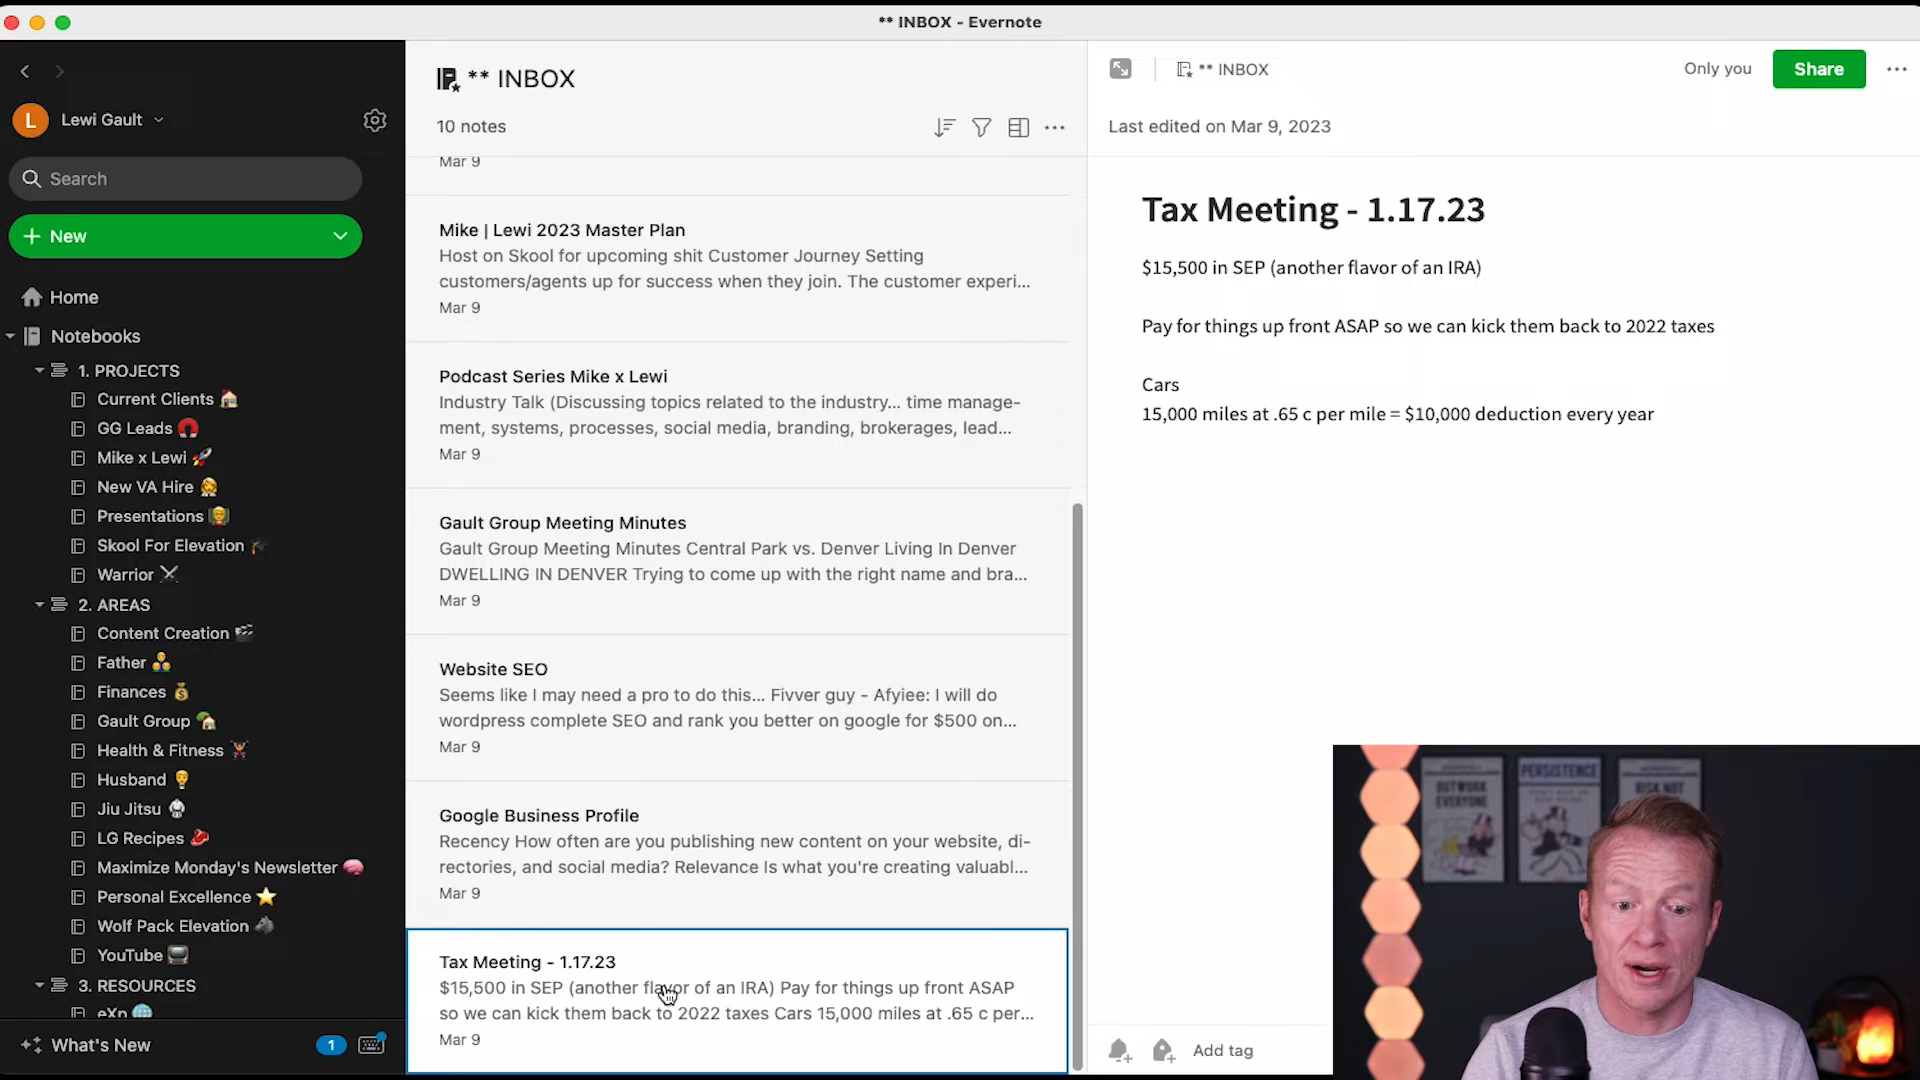 ** INBOX - Evernote
L
Lewi Gault
Search
New
Home
Notebooks
1. PROJECTS
Current Clients 🏠
GG Leads 🧲
Mike x Lewi 🚀
New VA Hire
Presentations
Skool For Elevation
Warrior ⚔
2. AREAS
Content Creation 🎬
Father
Finances 💰
Gault Group 🏡
Health & Fitness
Husband
Jiu Jitsu 🥋
LG Recipes 🥩
Maximize Monday's Newsletter 🧠
Personal Excellence ⭐
Wolf Pack Elevation 🐺
YouTube 📺
3. RESOURCES
eXp 🌐
What's New
1
** INBOX
10 notes
Mar 9
Mike | Lewi 2023 Master Plan
Host on Skool for upcoming shit Customer Journey Setting
customers/agents up for success when they join. The customer experi...
Mar 9
Podcast Series Mike x Lewi
Industry Talk (Discussing topics related to the industry... time manage-
ment, systems, processes, social media, branding, brokerages, lead...
Mar 9
Gault Group Meeting Minutes
Gault Group Meeting Minutes Central Park vs. Denver Living In Denver
DWELLING IN DENVER Trying to come up with the right name and bra...
Mar 9
Website SEO
Seems like I may need a pro to do this... Fivver guy - Afyiee: I will do
wordpress complete SEO and rank you better on google for $500 on...
Mar 9
Google Business Profile
Recency How often are you publishing new content on your website, di-
rectories, and social media? Relevance Is what you're creating valuabl...
Mar 9
Tax Meeting - 1.17.23
$15,500 in SEP (another flavor of an IRA) Pay for things up front ASAP
so we can kick them back to 2022 taxes Cars 15,000 miles at .65 c per...
Mar 9
** INBOX
Only you
Share
Last edited on Mar 9, 2023
Tax Meeting - 1.17.23
$15,500 in SEP (another flavor of an IRA)
Pay for things up front ASAP so we can kick them back to 2022 taxes
Cars
15,000 miles at .65 c per mile = $10,000 deduction every year
Add tag
OUTWORK
EVERYONE
PERSISTENCE
RISK NOT